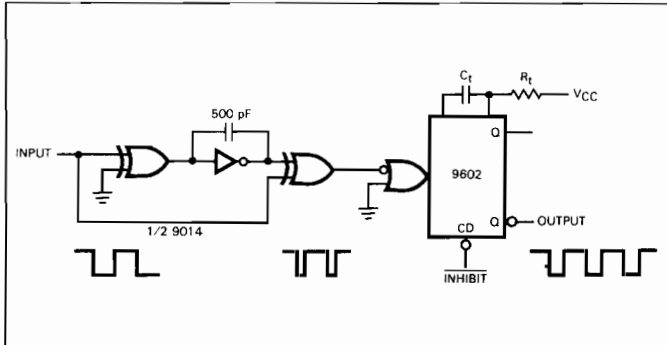 500 pF
Ct
Rt
VCC
INPUT
1/2 9014
9602
Q
Q
CD
OUTPUT
INHIBIT